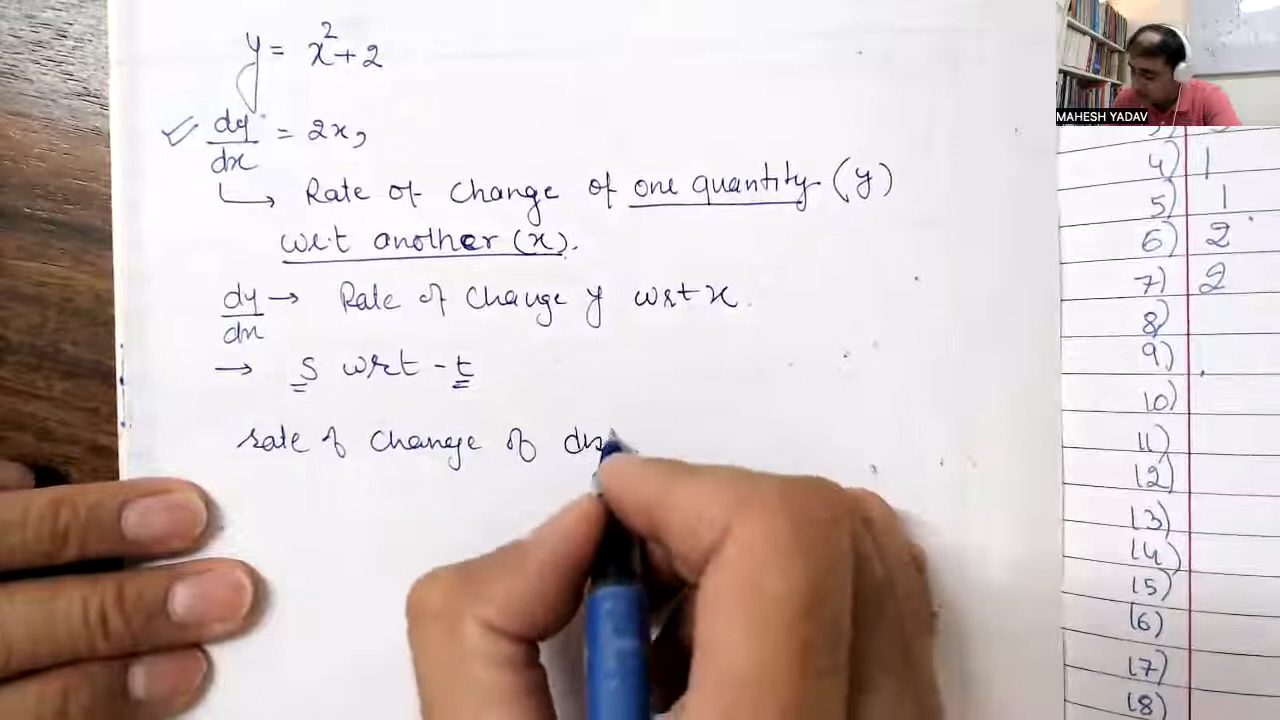 y = x² + 2
dy/dx = 2x,
Rate of change of one quantity (y)
w.r.t another (x).
dy/dx → Rate of change y wrt x.
→ s wrt - t
rate of change of
MAHESH YADAV
4) 1
5) 1
6) 2
7) 2
8)
9)
10)
11)
12)
13)
14)
15)
16)
17)
18)